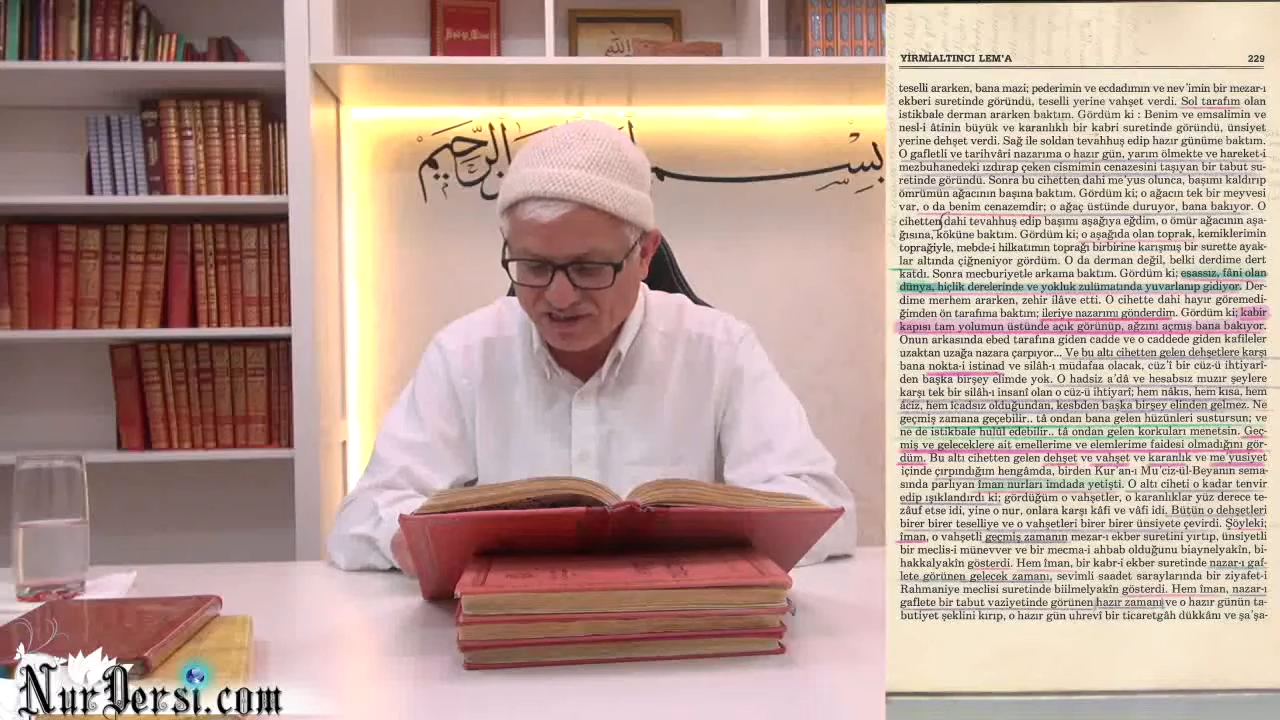 بسم
الرحيم
الله
NurDersi.com
YİRMİALTINCI LEM'A 229
teselli ararken, bana mazi; pederimin ve ecdadımın ve nev'imin bir mezar-ı
ekberi suretinde göründü, teselli yerine vahşet verdi. Sol tarafım olan
istikbale derman ararken baktım. Gördüm ki : Benim ve emsalimin ve
nesl-i âtinin büyük ve karanlıklı bir kabri suretinde göründü, ünsiyet
yerine dehşet verdi. Sağ ile soldan tevahhuş edip hazır günüme baktım.
O gafletli ve tarihvâri nazarıma o hazır gün, yarım ölmekte ve hareket-i
mezbuhanedeki ızdırap çeken cismimin cenazesini taşıyan bir tabut su-
retinde göründü. Sonra bu cihetten dahi me'yus olunca, başımı kaldırıp
ömrümün ağacının başına baktım. Gördüm ki; o ağacın tek bir meyvesi
var, o da benim cenazemdir; o ağaç üstünde duruyor, bana bakıyor. O
cihetten dahi tevahhuş edip başımı aşağıya eğdim, o ömür ağacının aşa-
ğısına, köküne baktım. Gördüm ki; o aşağıda olan toprak, kemiklerimin
toprağiyle, mebde-i hilkatımın toprağı birbirine karışmış bir surette ayak-
lar altında çiğneniyor gördüm. O da derman değil, belki derdime dert
katdı. Sonra mecburiyetle arkama baktım. Gördüm ki; esassız, fâni olan
dünya, hiçlik derelerinde ve yokluk zulümatında yuvarlanıp gidiyor. Der-
dime merhem ararken, zehir ilâve etti. O cihette dahi hayır göremedi-
ğimden ön tarafıma baktım; ileriye nazarımı gönderdim. Gördüm ki; kabir
kapısı tam yolumun üstünde açık görünüp, ağzını açmış bana bakıyor.
Onun arkasında ebed tarafına giden cadde ve o caddede giden kafileler
uzaktan uzağa nazara çarpıyor... Ve bu altı cihetten gelen dehşetlere karşı
bana nokta-i istinad ve silâh-ı müdafaa olacak, cüz'î bir cüz-ü ihtiyarî-
den başka birşey elimde yok. O hadsiz a'dâ ve hesabsız muzır şeylere
karşı tek bir silâh-ı insanî olan o cüz-ü ihtiyarî; hem nâkıs, hem kısa, hem
âciz, hem hadsiz olduğundan, kesbden başka birşey elinden gelmez. Ne
geçmiş zamana geçebilir.. tâ ondan bana gelen hüzünleri sustursun; ve
ne de istikbale hulûl edebilir.. tâ ondan gelen korkuları menetsin. Geç-
miş ve geleceklere ait emellerime ve elemlerime faidesi olmadığını gör-
düm. Bu altı cihetten gelen dehşet ve vahşet ve karanlık ve me'yusiyet
içinde çırpındığım hengâmda, birden Kur'an-ı Mu'ciz-ül-Beyanın sema-
sında parlıyan îman nurları imdada yetişti. O altı ciheti o kadar tenvir
edip ışıklandırdı ki; gördüğüm o vahşetler, o karanlıklar yüz derece te-
zâuf etse idi, yine o nur, onlara karşı kâfi ve vâfi idi. Bütün o dehşetleri
birer birer teselliye ve o vahşetleri birer birer ünsiyete çevirdi. Şöyleki;
îman, o vahşetli geçmiş zamanın mezar-ı ekber suretini yırtıp, ünsiyetli
bir meclis-i münevver ve bir mecma-i ahbab olduğunu biaynelyakîn, bi-
hakkalyakîn gösterdi. Hem îman, bir kabr-i ekber suretinde nazar-ı gaf-
lete görünen gelecek zamanı, sevimli saadet saraylarında bir ziyafet-i
Rahmaniye meclisi suretinde biilmelyakîn gösterdi. Hem îman, nazar-ı
gaflete bir tabut vaziyetinde görünen hazır zamanı ve o hazır günün ta-
butiyet şeklini kırıp, o hazır gün uhrevî bir ticaretgâh dükkânı ve şa'şa-